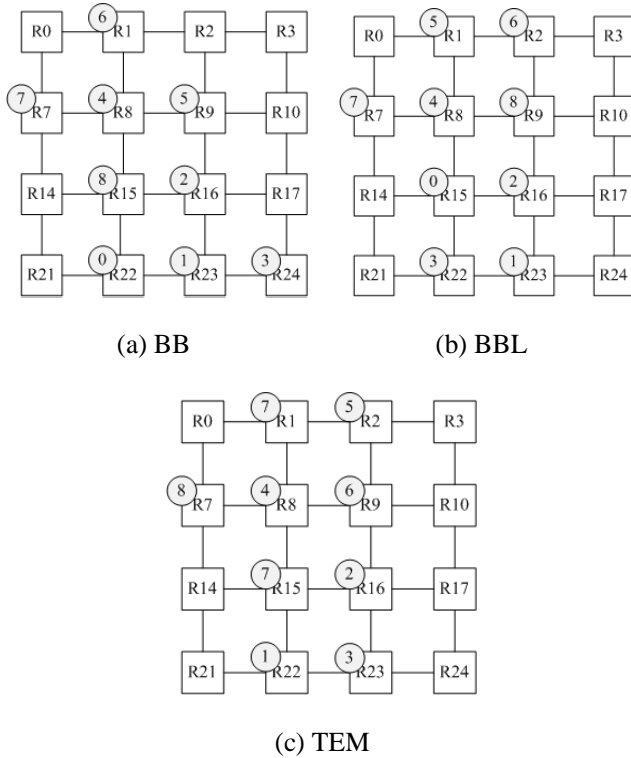 6
R0 R1 R2 R3
7 4 5
R7 R8 R9 R10
8 2
R14 R15 R16 R17
0 1 3
R21 R22 R23 R24
(a) BB
5 6
R0 R1 R2 R3
7 4 8
R7 R8 R9 R10
0 2
R14 R15 R16 R17
3 1
R21 R22 R23 R24
(b) BBL
7 5
R0 R1 R2 R3
8 4 6
R7 R8 R9 R10
7 2
R14 R15 R16 R17
1 3
R21 R22 R23 R24
(c) TEM